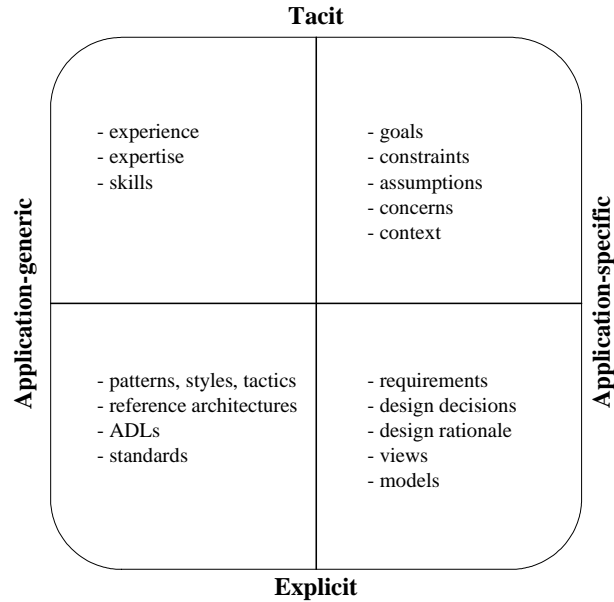 Tacit
- experience
- expertise
- skills
- goals
- constraints
- assumptions
- concerns
- context
Application-generic
Application-specific
- patterns, styles, tactics
- reference architectures
- ADLs
- standards
- requirements
- design decisions
- design rationale
- views
- models
Explicit